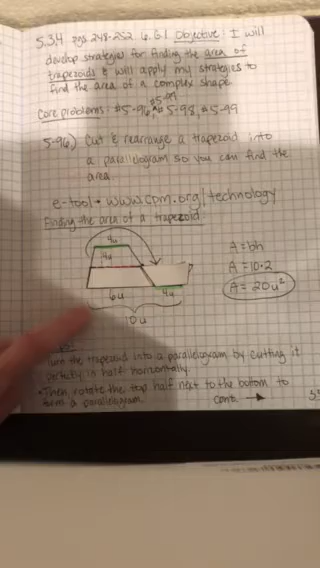 5.3.4 pgs. 248-252 6.G.1 Objective: I will
develop strategies for finding the area of
trapezoids & will apply my strategies to
find the area of a complex shape.
Core problems: #5-96, #5-98, #5-99
5-96) Cut & rearrange a trapezoid into
a parallelogram so you can find the
area.
e-tool • www.cpm.org/technology
Finding the area of a trapezoid
4u
4u
6u
4u
10u
A = bh
A = 10•2
A = 20u²
Turn the trapezoid into a parallelogram by cutting it
perfectly in half horizontally.
•Then rotate the top half next to the bottom to
form a parallelogram.
cont. →